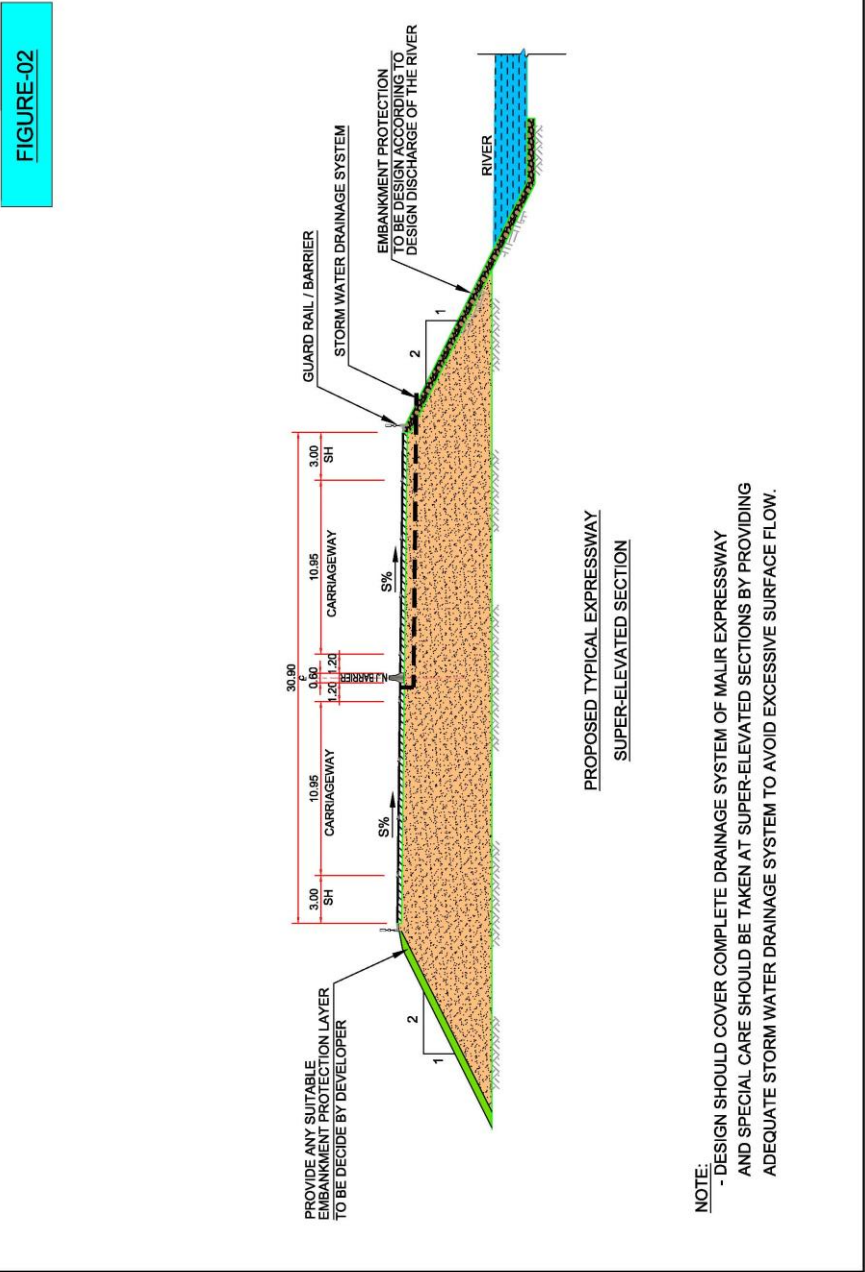 FIGURE-02
GUARD RAIL / BARRIER
STORM WATER DRAINAGE SYSTEM
EMBANKMENT PROTECTION
TO BE DESIGN ACCORDING TO
DESIGN DISCHARGE OF THE RIVER
PROVIDE ANY SUITABLE
EMBANKMENT PROTECTION LAYER
TO BE DECIDE BY DEVELOPER
30.90
3.00
SH
10.95
CARRIAGEWAY
1.20
0.60
1.20
10.95
CARRIAGEWAY
3.00
SH
N.J BARRIER
S%
S%
2
1
2
1
RIVER
PROPOSED TYPICAL EXPRESSWAY
SUPER-ELEVATED SECTION
NOTE:
- DESIGN SHOULD COVER COMPLETE DRAINAGE SYSTEM OF MALIR EXPRESSWAY
AND SPECIAL CARE SHOULD BE TAKEN AT SUPER-ELEVATED SECTIONS BY PROVIDING
ADEQUATE STORM WATER DRAINAGE SYSTEM TO AVOID EXCESSIVE SURFACE FLOW.